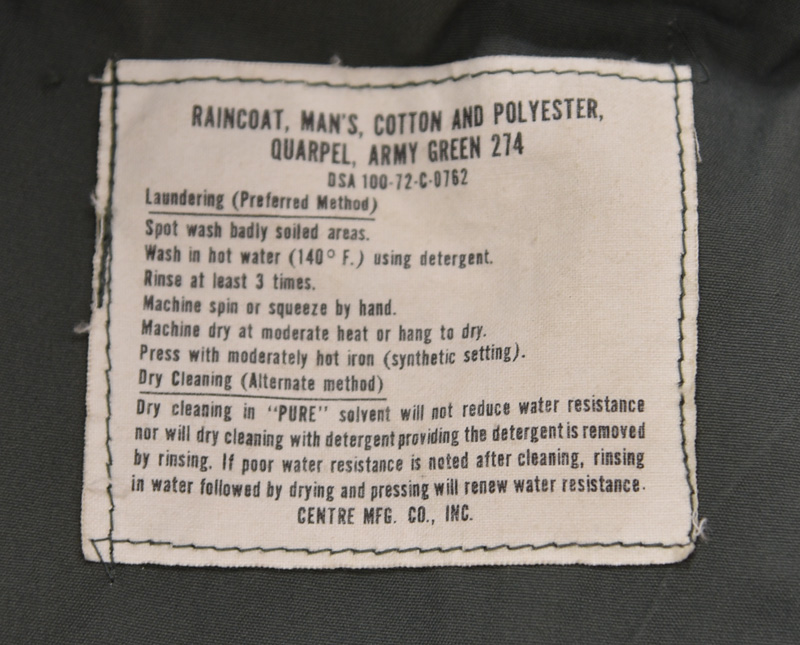 RAINCOAT, MAN'S, COTTON AND POLYESTER,
QUARPEL, ARMY GREEN 274
DSA 100-72-C-0762
Laundering (Preferred Method)
Spot wash badly soiled areas.
Wash in hot water (140° F.) using detergent.
Rinse at least 3 times.
Machine spin or squeeze by hand.
Machine dry at moderate heat or hang to dry.
Press with moderately hot iron (synthetic setting).
Dry Cleaning (Alternate method)
Dry cleaning in "PURE" solvent will not reduce water resistance
nor will dry cleaning with detergent providing the detergent is removed
by rinsing. If poor water resistance is noted after cleaning, rinsing
in water followed by drying and pressing will renew water resistance.
CENTRE MFG. CO., INC.